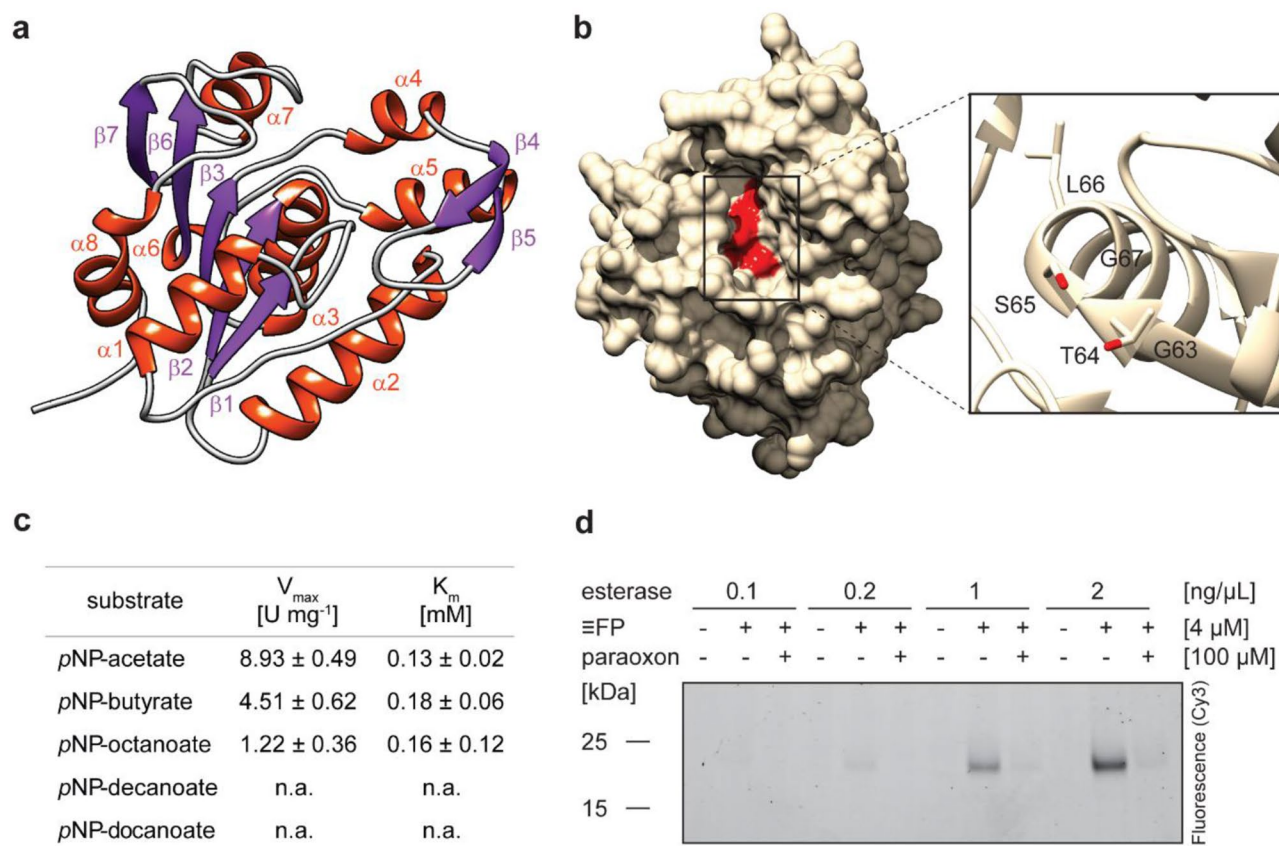 a
α4
α7
β7
β6
β4
β3
α5
α8
α6
β5
α3
α1
β2
α2
β1
b
L66
G67
S65
T64
G63
c
substrate Vmax [U mg-1] Km [mM]
pNP-acetate 8.93 ± 0.49 0.13 ± 0.02
pNP-butyrate 4.51 ± 0.62 0.18 ± 0.06
pNP-octanoate 1.22 ± 0.36 0.16 ± 0.12
pNP-decanoate n.a. n.a.
pNP-docanoate n.a. n.a.
d
esterase 0.1 0.2 1 2 [ng/µL]
≡FP - + + - + + - + + - + + [4 µM]
paraoxon - - + - - + - - + - - + [100 µM]
[kDa]
25
15
Fluorescence (Cy3)